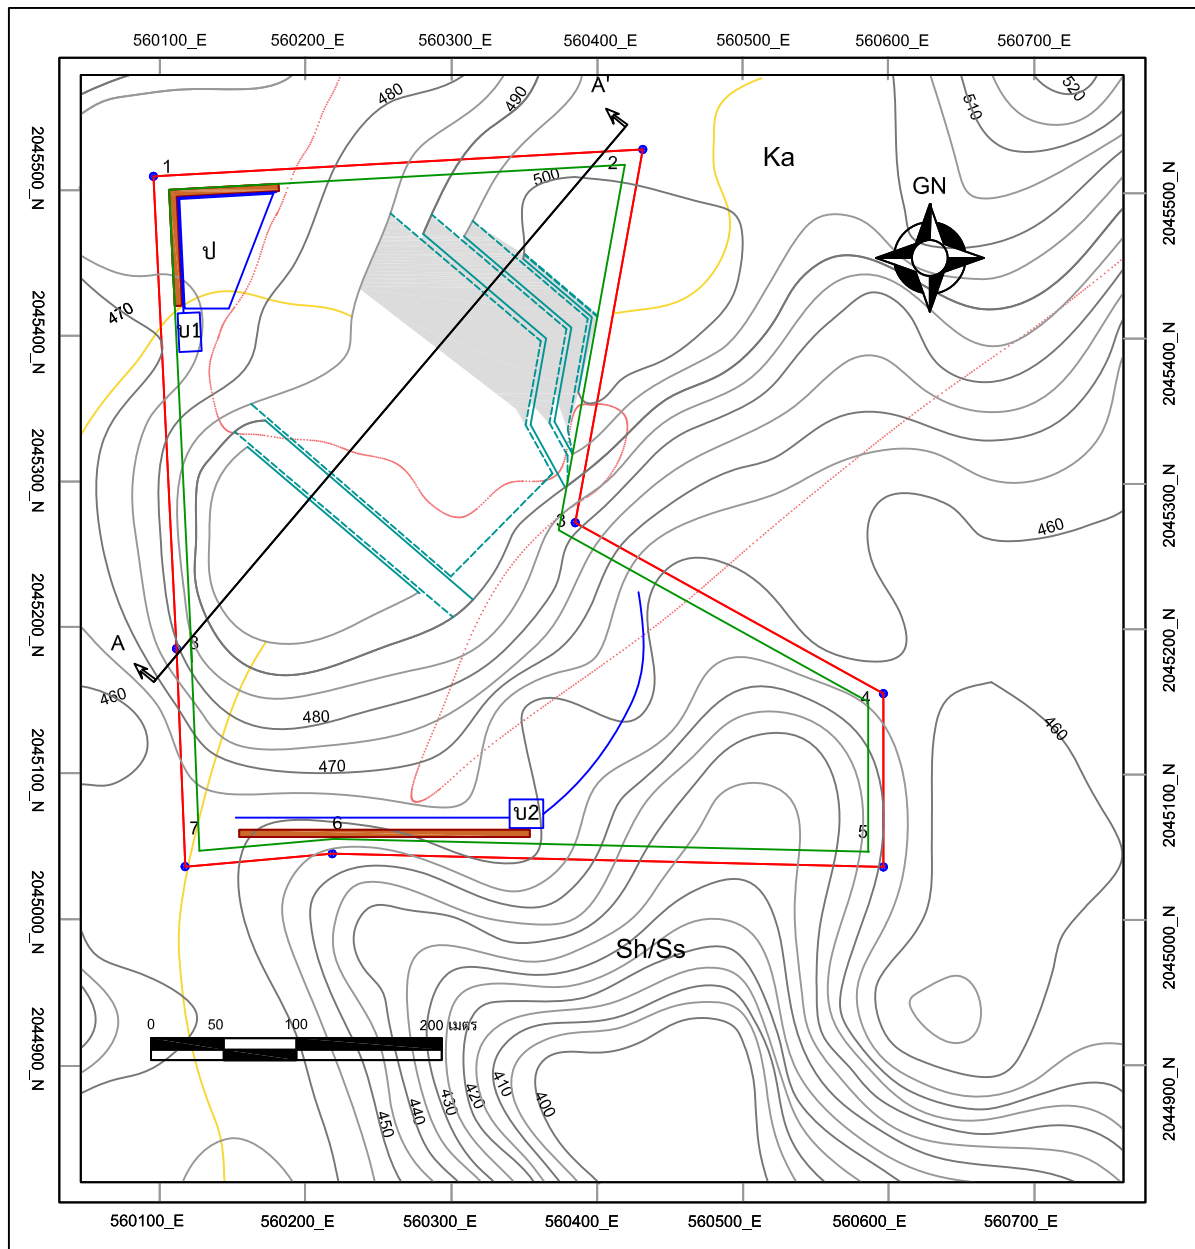 560100_E 560200_E 560300_E 560400_E 560500_E 560600_E 560700_E
480
490
A'
510
520
1
2
Ka
500
GN
2045500_N
2045500_N
ป
470
บ1
2045400_N
2045400_N
2045300_N
2045300_N
3
460
2045200_N
2045200_N
A
8
460
4
480
460
470
2045100_N
2045100_N
บ2
7
6
5
Sh/Ss
2045000_N
2045000_N
0 50 100 200 เมตร
2044900_N
2044900_N
450
440
430
420
410
400
560100_E 560200_E 560300_E 560400_E 560500_E 560600_E 560700_E